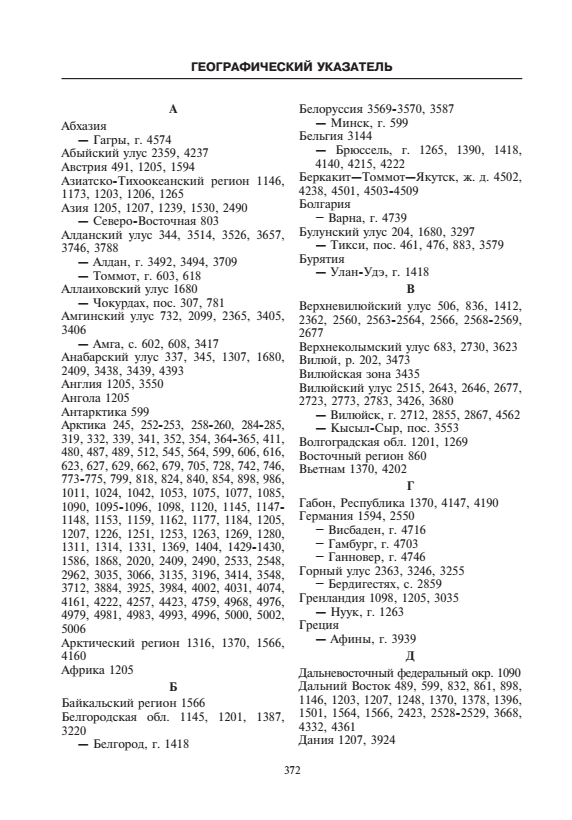 ГЕОГРАФИЧЕСКИЙ УКАЗАТЕЛЬ
А
Абхазия
— Гагры, г. 4574
Абыйский улус 2359, 4237
Австрия 491, 1205, 1594
Азиатско-Тихоокеанский регион 1146,
1173, 1203, 1206, 1265
Азия 1205, 1207, 1239, 1530, 2490
— Северо-Восточная 803
Алданский улус 344, 3514, 3526, 3657,
3746, 3788
— Алдан, г. 3492, 3494, 3709
— Томмот, г. 603, 618
Аллаиховский улус 1680
— Чокурдах, пос. 307, 781
Амгинский улус 732, 2099, 2365, 3405,
3406
— Амга, с. 602, 608, 3417
Анабарский улус 337, 345, 1307, 1680,
2409, 3438, 3439, 4393
Англия 1205, 3550
Ангола 1205
Антарктика 599
Арктика 245, 252-253, 258-260, 284-285,
319, 332, 339, 341, 352, 354, 364-365, 411,
480, 487, 489, 512, 545, 564, 599, 606, 616,
623, 627, 629, 662, 679, 705, 728, 742, 746,
773-775, 799, 818, 824, 840, 854, 898, 986,
1011, 1024, 1042, 1053, 1075, 1077, 1085,
1090, 1095-1096, 1098, 1120, 1145, 1147-
1148, 1153, 1159, 1162, 1177, 1184, 1205,
1207, 1226, 1251, 1253, 1263, 1269, 1280,
1311, 1314, 1331, 1369, 1404, 1429-1430,
1586, 1868, 2020, 2409, 2490, 2533, 2548,
2962, 3035, 3066, 3135, 3196, 3414, 3548,
3712, 3884, 3925, 3984, 4002, 4031, 4074,
4161, 4222, 4257, 4423, 4759, 4968, 4976,
4979, 4981, 4983, 4993, 4996, 5000, 5002,
5006
Арктический регион 1316, 1370, 1566,
4160
Африка 1205
Б
Байкальский регион 1566
Белгородская обл. 1145, 1201, 1387,
3220
— Белгород, г. 1418
Белоруссия 3569-3570, 3587
— Минск, г. 599
Бельгия 3144
— Брюссель, г. 1265, 1390, 1418,
4140, 4215, 4222
Беркакит—Томмот—Якутск, ж. д. 4502,
4238, 4501, 4503-4509
Болгария
– Варна, г. 4739
Булунский улус 204, 1680, 3297
— Тикси, пос. 461, 476, 883, 3579
Бурятия
— Улан-Удэ, г. 1418
В
Верхневилюйский улус 506, 836, 1412,
2362, 2560, 2563-2564, 2566, 2568-2569,
2677
Верхнеколымский улус 683, 2730, 3623
Вилюй, р. 202, 3473
Вилюйская зона 3435
Вилюйский улус 2515, 2643, 2646, 2677,
2723, 2773, 2783, 3426, 3680
— Вилюйск, г. 2712, 2855, 2867, 4562
— Кысыл-Сыр, пос. 3553
Волгоградская обл. 1201, 1269
Восточный регион 860
Вьетнам 1370, 4202
Г
Габон, Республика 1370, 4147, 4190
Германия 1594, 2550
– Висбаден, г. 4716
– Гамбург, г. 4703
– Ганновер, г. 4746
Горный улус 2363, 3246, 3255
– Бердигестях, с. 2859
Гренландия 1098, 1205, 3035
— Нуук, г. 1263
Греция
— Афины, г. 3939
Д
Дальневосточный федеральный окр. 1090
Дальний Восток 489, 599, 832, 861, 898,
1146, 1203, 1207, 1248, 1370, 1378, 1396,
1501, 1564, 1566, 2423, 2528-2529, 3668,
4332, 4361
Дания 1207, 3924
372